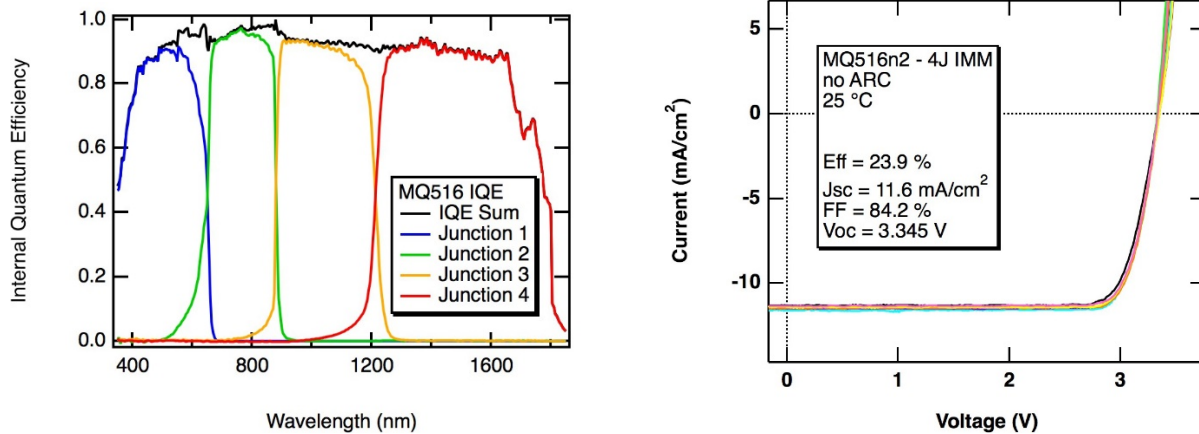 Internal Quantum Efficiency
1.0
0.8
0.6
0.4
0.2
0.0
MQ516 IQE
IQE Sum
Junction 1
Junction 2
Junction 3
Junction 4
400
800
1200
1600
Wavelength (nm)
Current (mA/cm²)
5
0
-5
-10
MQ516n2 - 4J IMM
no ARC
25 °C
Eff = 23.9 %
Jsc = 11.6 mA/cm²
FF = 84.2 %
Voc = 3.345 V
0
1
2
3
Voltage (V)